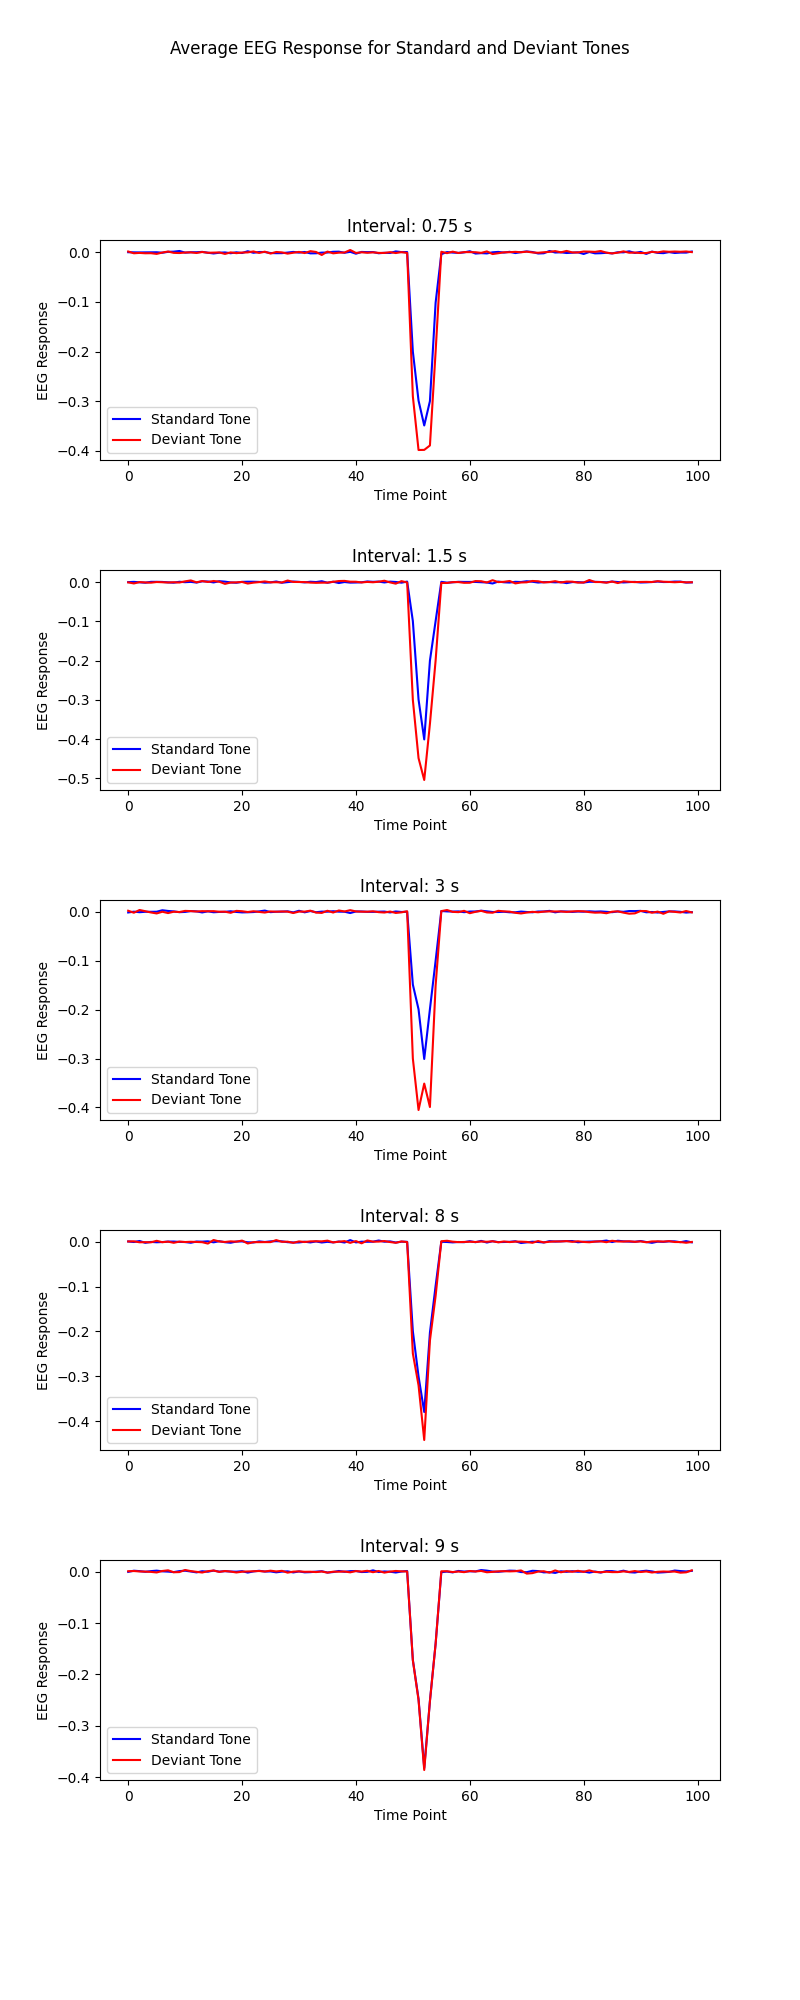 Average EEG Response for Standard and Deviant Tones
Interval: 0.75 s
0.0
−0.1
−0.2
−0.3
−0.4
EEG Response
Standard Tone
Deviant Tone
0 20 40 60 80 100
Time Point
Interval: 1.5 s
0.0
−0.1
−0.2
−0.3
−0.4
−0.5
EEG Response
Standard Tone
Deviant Tone
0 20 40 60 80 100
Time Point
Interval: 3 s
0.0
−0.1
−0.2
−0.3
−0.4
EEG Response
Standard Tone
Deviant Tone
0 20 40 60 80 100
Time Point
Interval: 8 s
0.0
−0.1
−0.2
−0.3
−0.4
EEG Response
Standard Tone
Deviant Tone
0 20 40 60 80 100
Time Point
Interval: 9 s
0.0
−0.1
−0.2
−0.3
−0.4
EEG Response
Standard Tone
Deviant Tone
0 20 40 60 80 100
Time Point